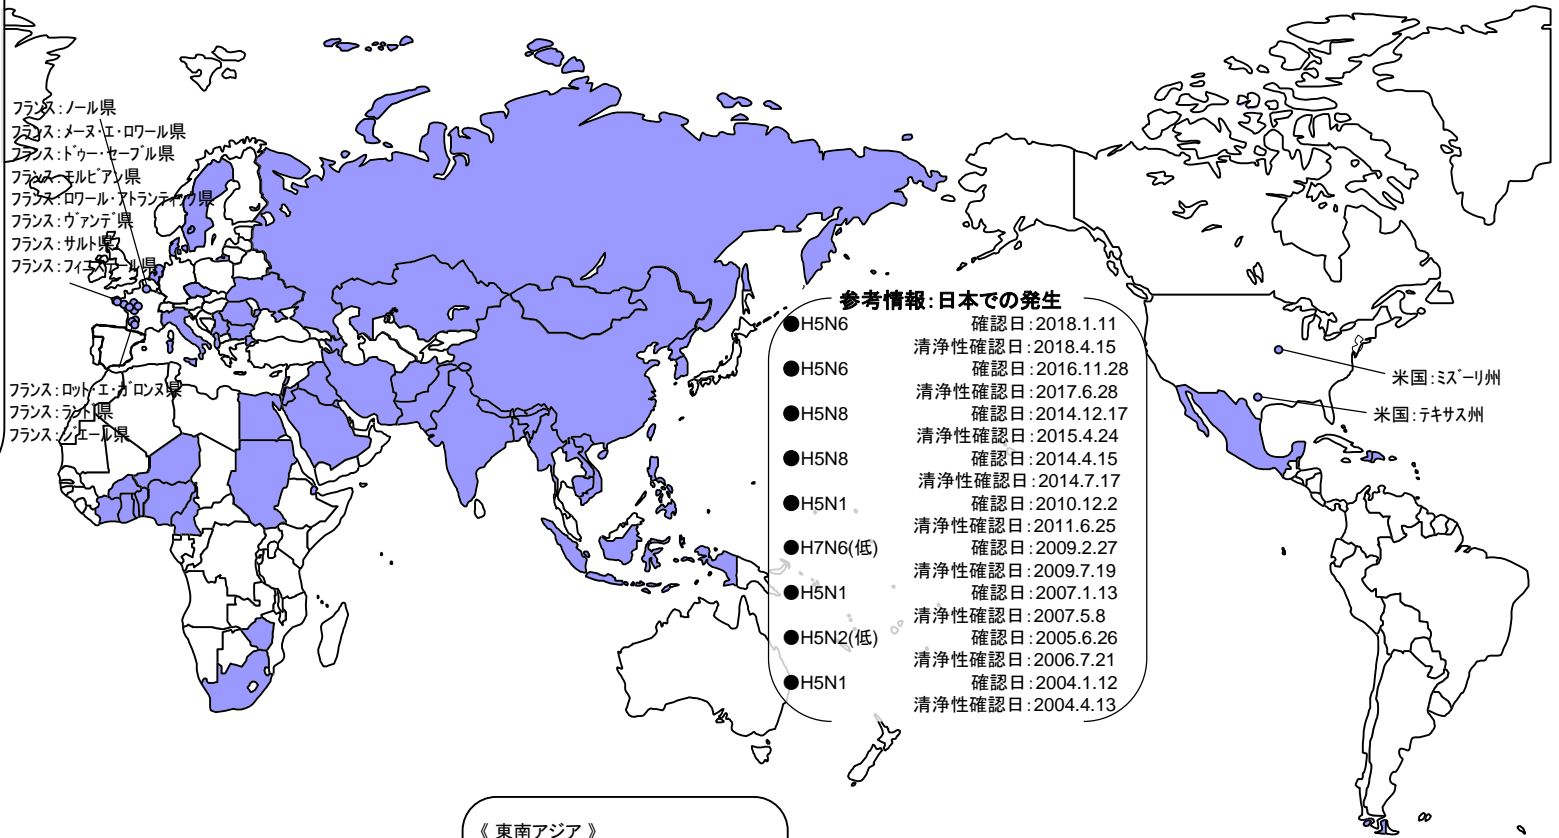 フランス：ノール県
フランス：メーヌ・エ・ロワール県
フランス：ドゥー・セーブル県
フランス：モルビアン県
フランス：ロワール・アトランティック県
フランス：ヴァンデ県
フランス：サルト県
フランス：フィニステール県
フランス：ロット・エ・ガロンヌ県
フランス：ランド県
フランス：ジェール県
参考情報：日本での発生
●H5N6 確認日：2018.1.11
清浄性確認日：2018.4.15
●H5N6 確認日：2016.11.28
清浄性確認日：2017.6.28
●H5N8 確認日：2014.12.17
清浄性確認日：2015.4.24
●H5N8 確認日：2014.4.15
清浄性確認日：2014.7.17
●H5N1 確認日：2010.12.2
清浄性確認日：2011.6.25
●H7N6(低) 確認日：2009.2.27
清浄性確認日：2009.7.19
●H5N1 確認日：2007.1.13
清浄性確認日：2007.5.8
●H5N2(低) 確認日：2005.6.26
清浄性確認日：2006.7.21
●H5N1 確認日：2004.1.12
清浄性確認日：2004.4.13
米国：ミズーリ州
米国：テキサス州
《 東南アジア 》